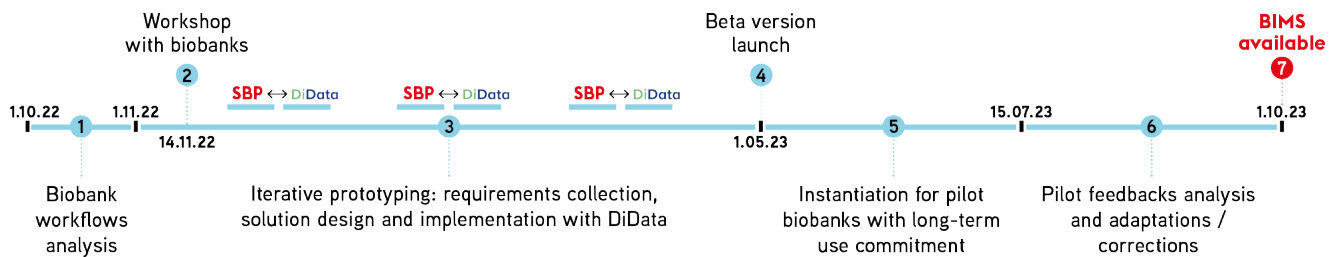 Workshop
with biobanks
2
Beta version
launch
4
BIMS
available
7
SBP ↔ DiData
SBP ↔ DiData
SBP ↔ DiData
1.10.22
1
1.11.22
14.11.22
3
1.05.23
5
15.07.23
6
1.10.23
Biobank
workflows
analysis
Iterative prototyping: requirements collection,
solution design and implementation with DiData
Instantiation for pilot
biobanks with long-term
use commitment
Pilot feedbacks analysis
and adaptations /
corrections